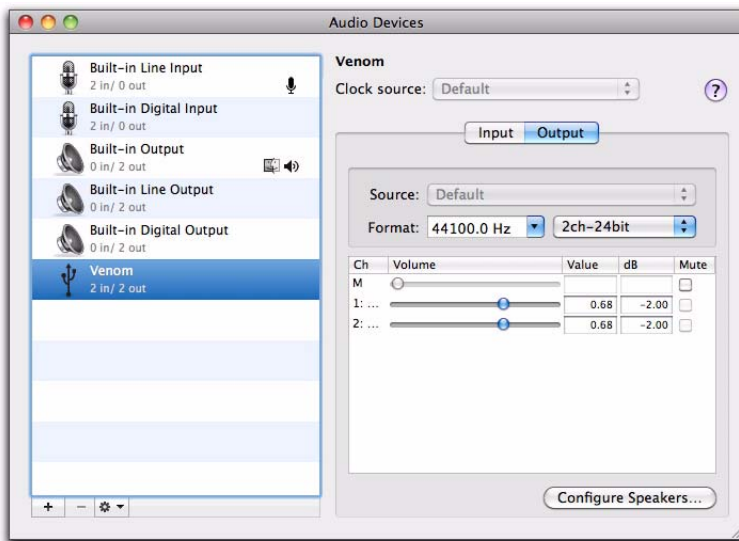 Audio Devices
Built-in Line Input
2 in/ 0 out
Built-in Digital Input
2 in/ 0 out
Built-in Output
0 in/ 2 out
Built-in Line Output
0 in/ 2 out
Built-in Digital Output
0 in/ 2 out
Venom
2 in/ 2 out
+ −
Venom
Clock source: Default
?
Input Output
Source: Default
Format: 44100.0 Hz 2ch-24bit
Ch Volume Value dB Mute
M
1: ... 0.68 -2.00
2: ... 0.68 -2.00
Configure Speakers...